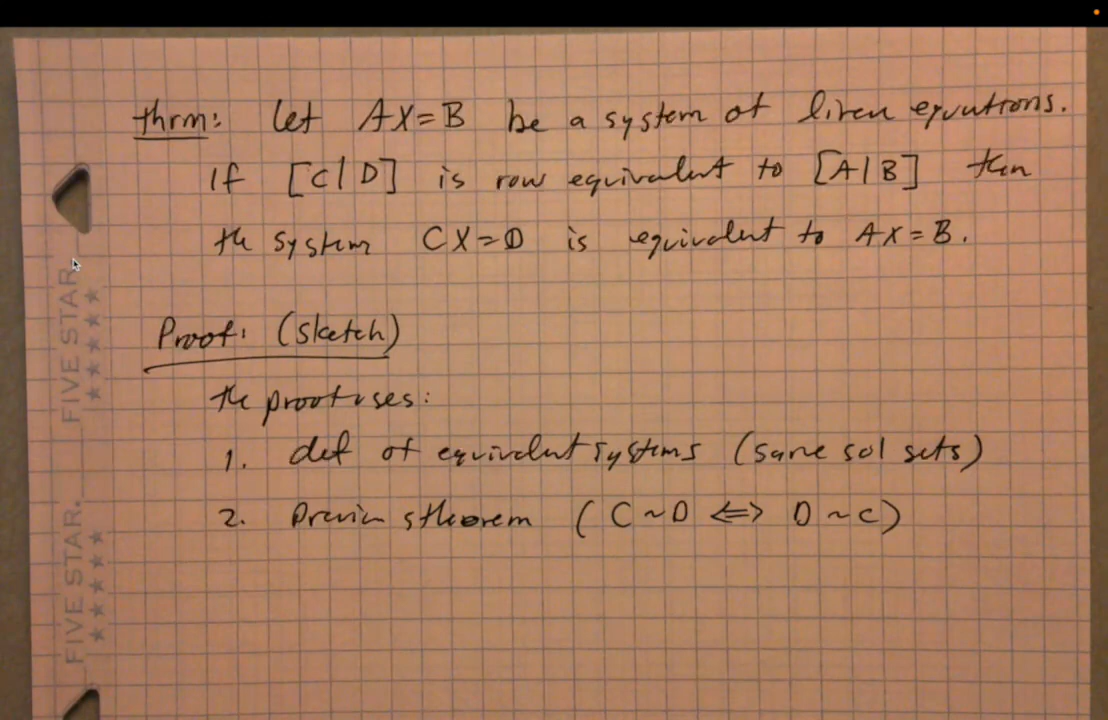 thrm: let AX=B be a system of linear equations.
If [C|D] is row equivalent to [A|B] then
the system CX=D is equivalent to AX=B.
Proof: (sketch)
the proof uses:
1. def of equivalent systems (same sol sets)
2. Previous theorem (C~D <=> D~C)
FIVE STAR.
★★★★★
FIVE STAR.
★★★★★